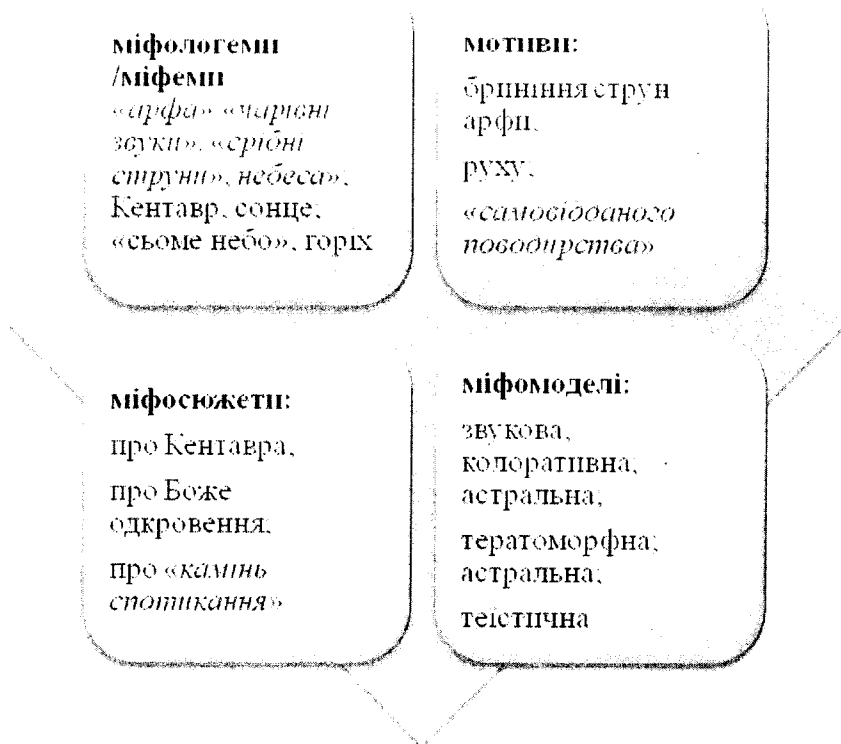 міфологеми
/міфеми
«арфа» «чарівні
звуки», «срібні
струни», небеса»;
Кентавр, сонце;
«сьоме небо», горіх
мотиви:
бриніння струн
арфи;
руху;
«самовідданого
поводирства»
міфосюжети:
про Кентавра,
про Боже
одкровення;
про «камінь
спотикання»
міфомоделі:
звукова,
колоративна;
астральна;
тератоморфна;
астральна;
теїстична